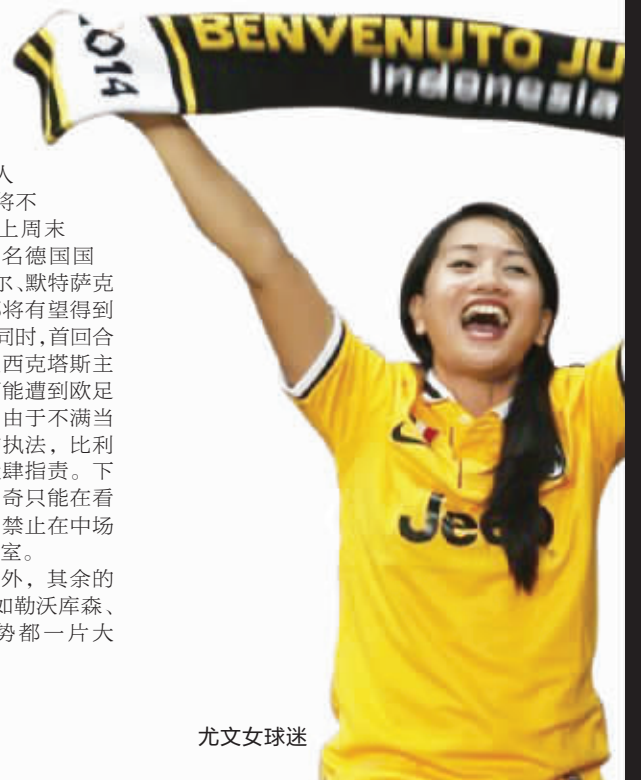 2014
BENVENUTO JU
Indonesia
人
将不
上周末
名德国国
尔、默特萨克
将有望得到
同时,首回合
西克塔斯主
能遭到欧足
由于不满当
执法，比利
肆指责。下
奇只能在看
禁止在中场
室。
外，其余的
如勒沃库森、
势都一片大
Jeep
尤文女球迷